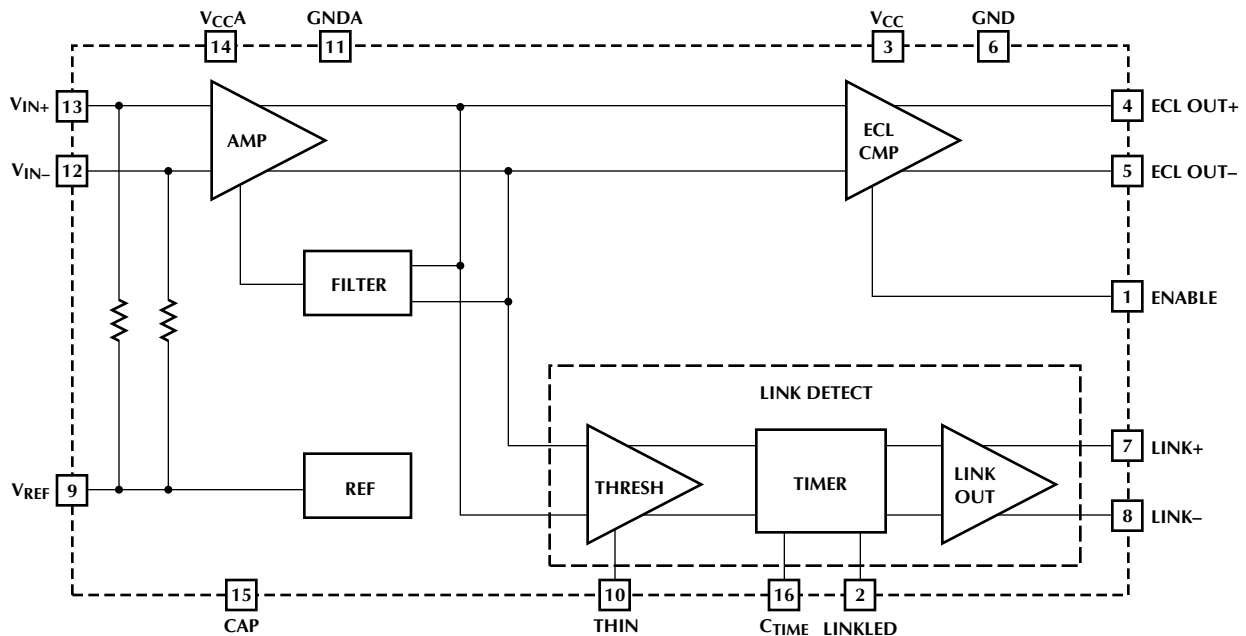 VCCA
GNDA
VCC
GND
14
11
3
6
VIN+
13
4
ECL OUT+
AMP
ECL
CMP
VIN–
12
5
ECL OUT–
FILTER
1
ENABLE
LINK DETECT
7
LINK+
VREF
9
REF
THRESH
TIMER
LINK
OUT
8
LINK–
15
10
16
2
CAP
THIN
CTIME
LINKLED